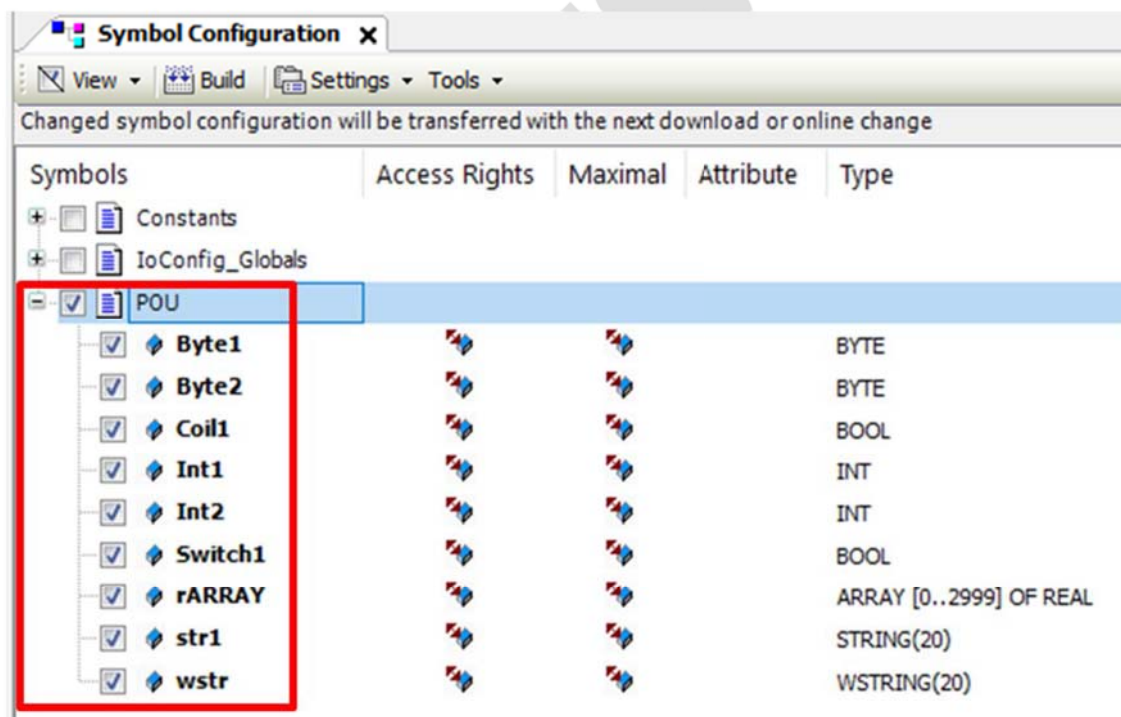 Symbol Configuration
View Build Settings Tools
Changed symbol configuration will be transferred with the next download or online change
Symbols Access Rights Maximal Attribute Type
Constants
IoConfig_Globals
POU
Byte1 BYTE
Byte2 BYTE
Coil1 BOOL
Int1 INT
Int2 INT
Switch1 BOOL
rARRAY ARRAY [0..2999] OF REAL
str1 STRING(20)
wstr WSTRING(20)